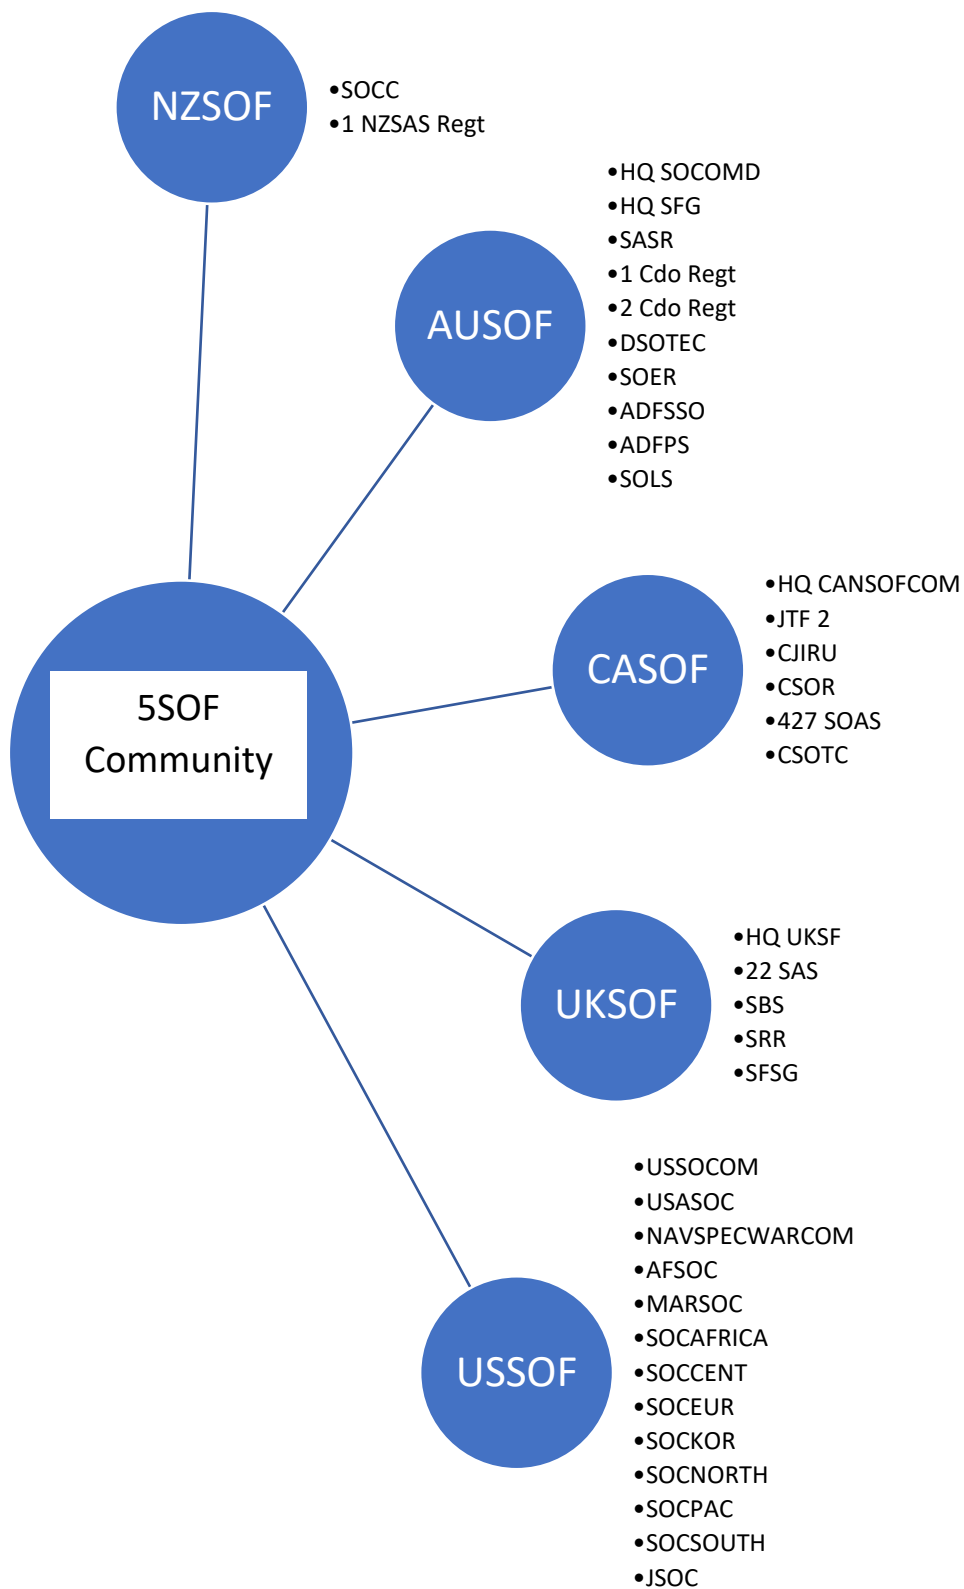 NZSOF
•SOCC
•1 NZSAS Regt
AUSOF
•HQ SOCOMD
•HQ SFG
•SASR
•1 Cdo Regt
•2 Cdo Regt
•DSOTEC
•SOER
•ADFSSO
•ADFPS
•SOLS
5SOF
Community
CASOF
•HQ CANSOFCOM
•JTF 2
•CJIRU
•CSOR
•427 SOAS
•CSOTC
UKSOF
•HQ UKSF
•22 SAS
•SBS
•SRR
•SFSG
USSOF
•USSOCOM
•USASOC
•NAVSPECWARCOM
•AFSOC
•MARSOC
•SOCAFRICA
•SOCCENT
•SOCEUR
•SOCKOR
•SOCNORTH
•SOCPAC
•SOCSOUTH
•JSOC